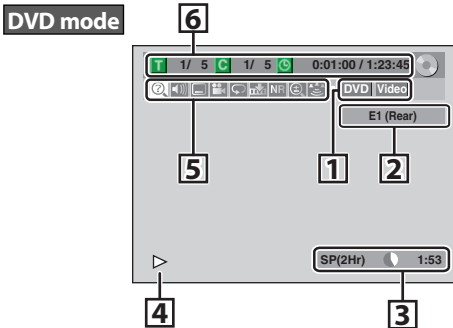 DVD mode
6
T 1/ 5 C 1/ 5 0:01:00 / 1:23:45
NR DVD Video
E1 (Rear)
5 1 2
SP(2Hr) 1:53
4 3